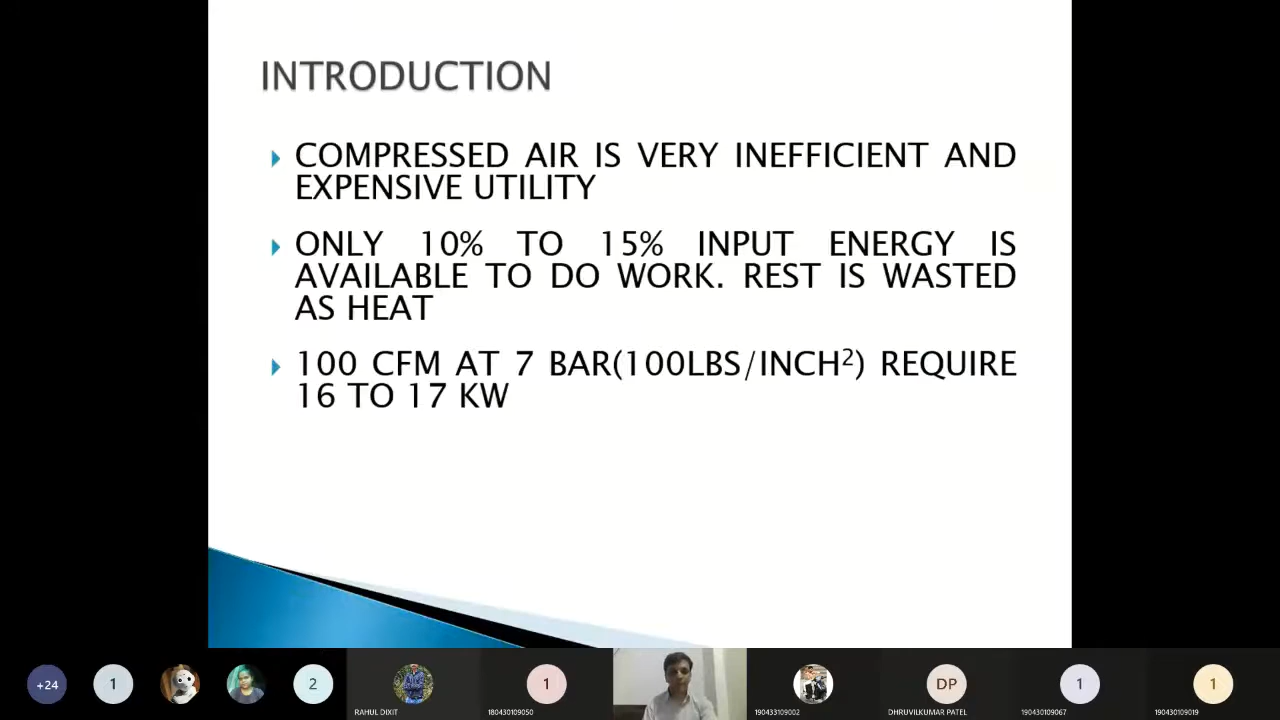 INTRODUCTION
COMPRESSED AIR IS VERY INEFFICIENT AND
EXPENSIVE UTILITY
ONLY 10% TO 15% INPUT ENERGY IS
AVAILABLE TO DO WORK. REST IS WASTED
AS HEAT
100 CFM AT 7 BAR(100LBS/INCH²) REQUIRE
16 TO 17 KW
+24 1 2 1 DP 1 1
RAHUL DIXIT 180430109050 190433109002 DHRUVILKUMAR PATEL 190430109067 190430109019